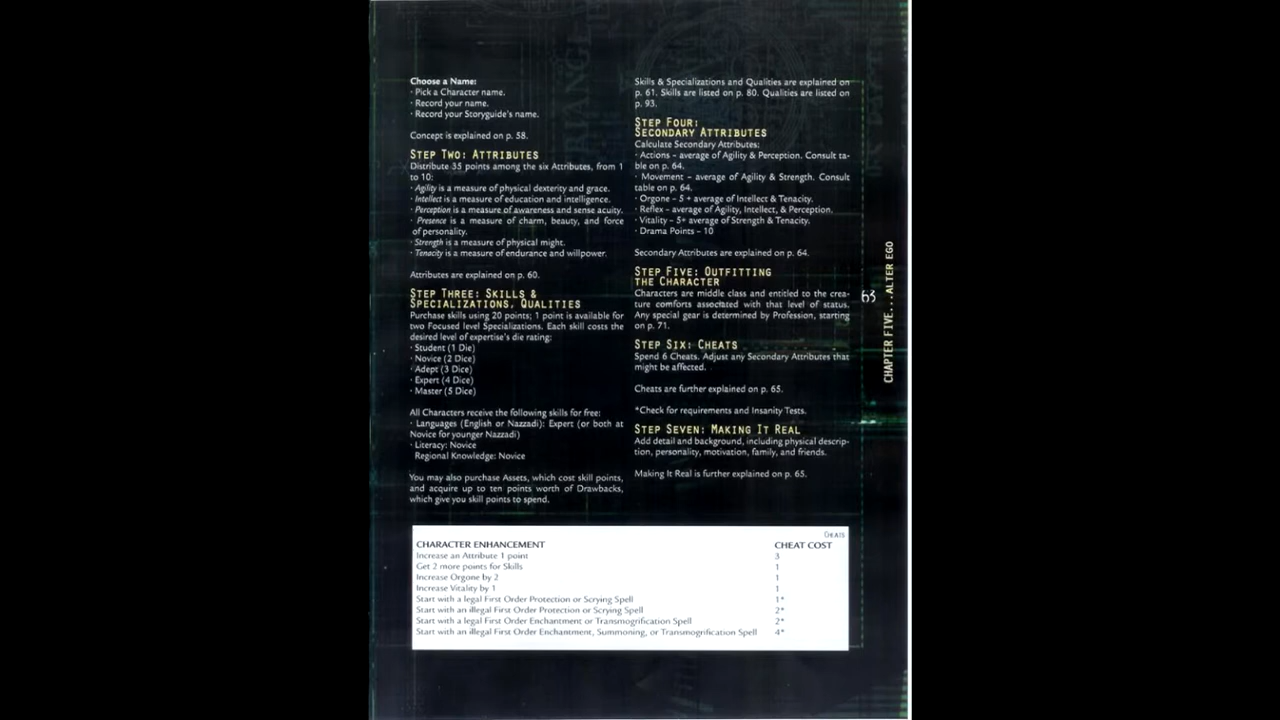 Choose a Name:
· Pick a Character name.
· Record your name.
· Record your Storyguide's name.
Concept is explained on p. 58.
STEP TWO: ATTRIBUTES
Distribute 35 points among the six Attributes, from 1
to 10:
· Agility is a measure of physical dexterity and grace.
· Intellect is a measure of education and intelligence.
· Perception is a measure of awareness and sense acuity.
· Presence is a measure of charm, beauty, and force
of personality.
· Strength is a measure of physical might.
· Tenacity is a measure of endurance and willpower.
Attributes are explained on p. 60.
STEP THREE: SKILLS &
SPECIALIZATIONS, QUALITIES
Purchase skills using 20 points; 1 point is available for
two Focused level Specializations. Each skill costs the
desired level of expertise's die rating:
· Student (1 Die)
· Novice (2 Dice)
· Adept (3 Dice)
· Expert (4 Dice)
· Master (5 Dice)
All Characters receive the following skills for free:
· Languages (English or Nazzadi): Expert (or both at
Novice for younger Nazzadi)
· Literacy: Novice
Regional Knowledge: Novice
You may also purchase Assets, which cost skill points,
and acquire up to ten points worth of Drawbacks,
which give you skill points to spend.
Skills & Specializations and Qualities are explained on
p. 61. Skills are listed on p. 80. Qualities are listed on
p. 93.
STEP FOUR:
SECONDARY ATTRIBUTES
Calculate Secondary Attributes:
· Actions – average of Agility & Perception. Consult ta-
ble on p. 64.
· Movement – average of Agility & Strength. Consult
table on p. 64.
· Orgone – 5 + average of Intellect & Tenacity.
· Reflex – average of Agility, Intellect, & Perception.
· Vitality – 5+ average of Strength & Tenacity.
· Drama Points – 10
Secondary Attributes are explained on p. 64.
STEP FIVE: OUTFITTING
THE CHARACTER
Characters are middle class and entitled to the crea-
ture comforts associated with that level of status.
Any special gear is determined by Profession, starting
on p. 71.
STEP SIX: CHEATS
Spend 6 Cheats. Adjust any Secondary Attributes that
might be affected.
Cheats are further explained on p. 65.
*Check for requirements and Insanity Tests.
STEP SEVEN: MAKING IT REAL
Add detail and background, including physical descrip-
tion, personality, motivation, family, and friends.
Making It Real is further explained on p. 65.
63
CHAPTER FIVE...ALTER EGO
CHEATS
CHARACTER ENHANCEMENT CHEAT COST
Increase an Attribute 1 point 3
Get 2 more points for Skills 1
Increase Orgone by 2 1
Increase Vitality by 1 1
Start with a legal First Order Protection or Scrying Spell 1*
Start with an illegal First Order Protection or Scrying Spell 2*
Start with a legal First Order Enchantment or Transmogrification Spell 2*
Start with an illegal First Order Enchantment, Summoning, or Transmogrification Spell 4*